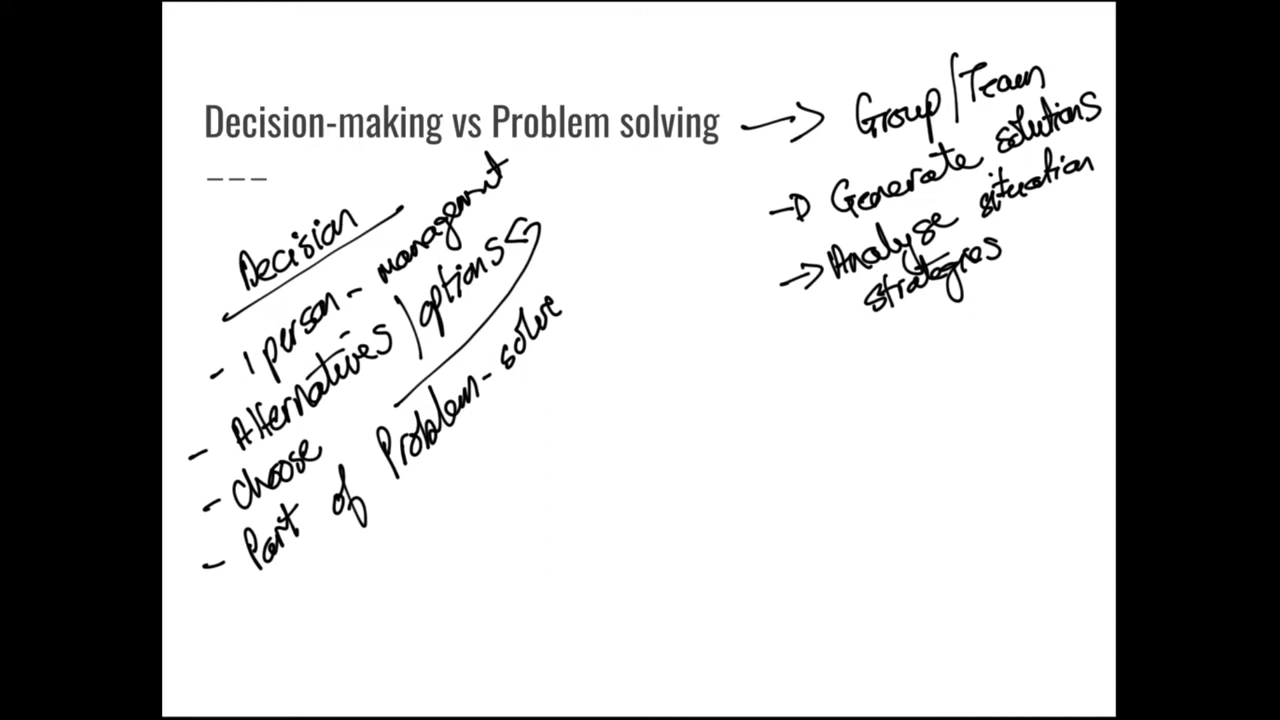 Decision-making vs Problem solving
---
→ Group/Team
→ Generate solutions
→ Analyse situation
strategies
Decision
- 1 person - management
- Alternatives/options
- choose
- Part of Problem-solve